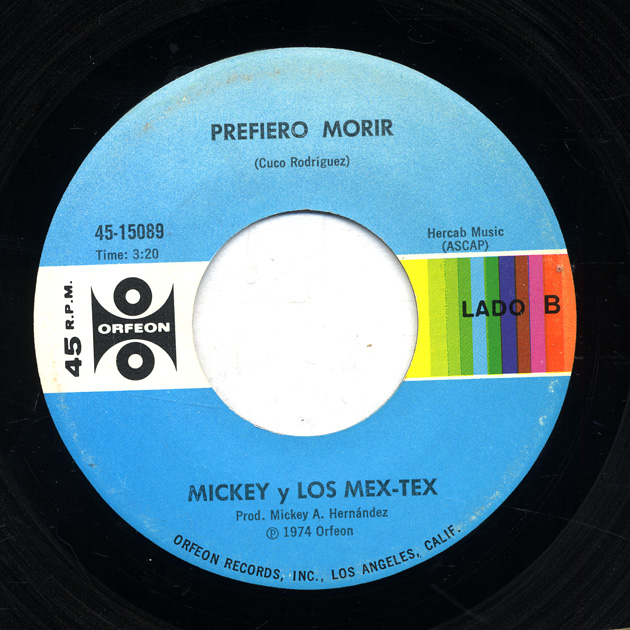 PREFIERO MORIR
(Cuco Rodríguez)
45-15089
Time: 3:20
Hercab Music
(ASCAP)
45 R.P.M.
ORFEON
LADO B
MICKEY y LOS MEX-TEX
Prod. Mickey A. Hernández
Ⓟ 1974 Orfeon
ORFEON RECORDS, INC., LOS ANGELES, CALIF.